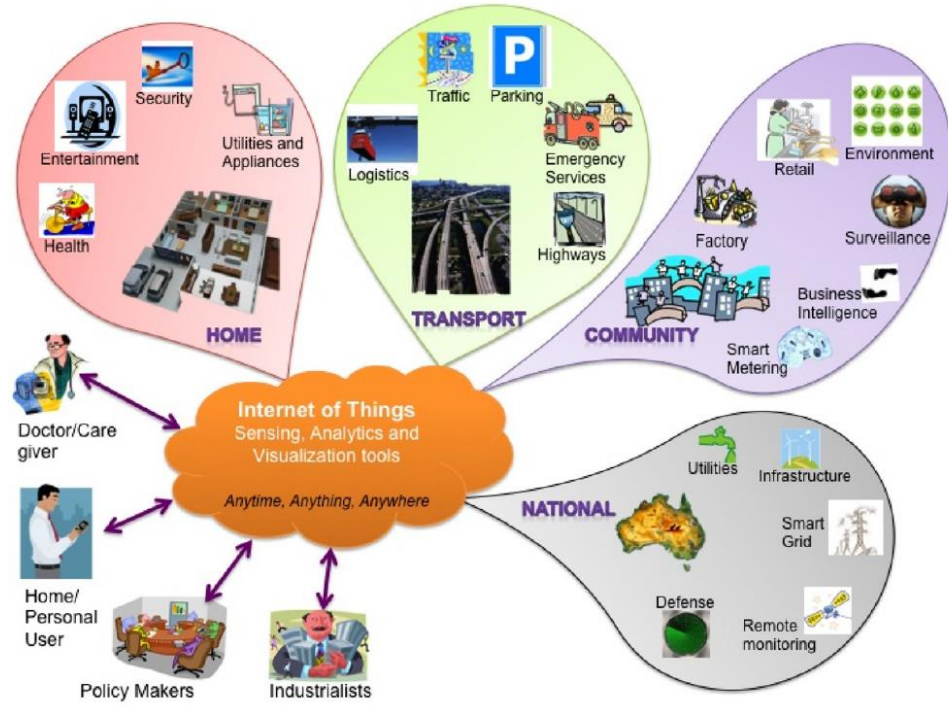 Security
Entertainment
Utilities and
Appliances
Health
HOME
Traffic
P
Parking
Logistics
Emergency
Services
Highways
TRANSPORT
Retail
Environment
Factory
Surveillance
Business
Intelligence
Smart
Metering
COMMUNITY
Internet of Things
Sensing, Analytics and
Visualization tools
Anytime, Anything, Anywhere
Doctor/Care
giver
Home/
Personal
User
Policy Makers
Industrialists
NATIONAL
Utilities
Infrastructure
Smart
Grid
Defense
Remote
monitoring